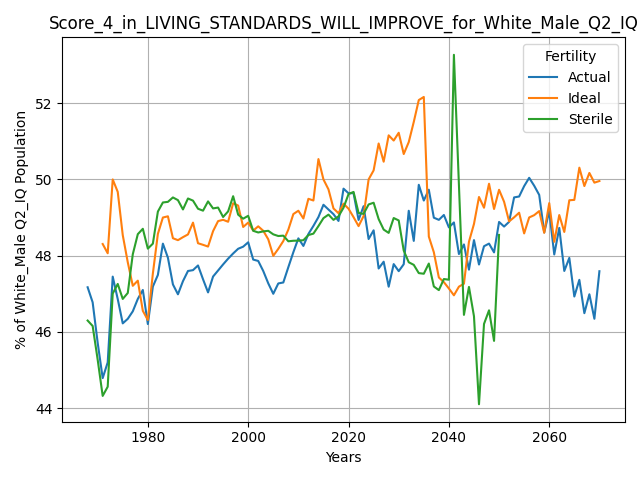 Score_4_in_LIVING_STANDARDS_WILL_IMPROVE_for_White_Male_Q2_IQ
% of White_Male Q2_IQ Population
52
50
48
46
44
Fertility
Actual
Ideal
Sterile
1980
2000
2020
2040
2060
Years